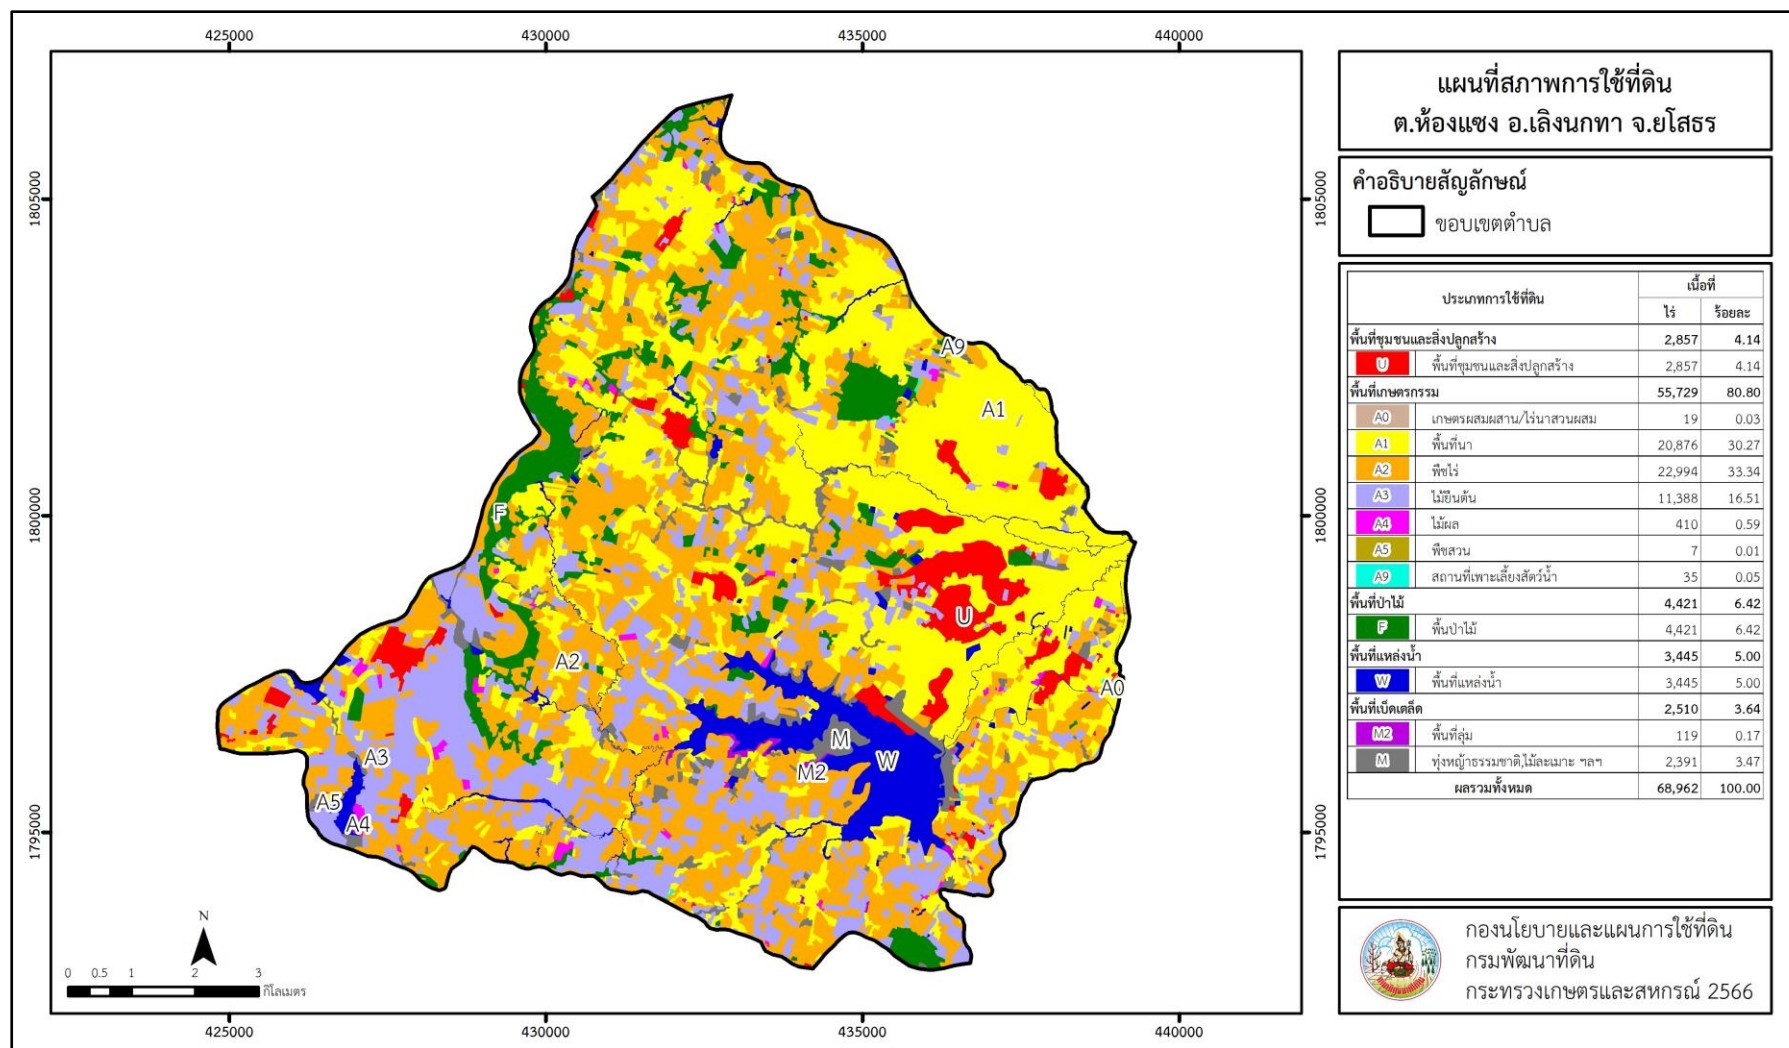 แผนที่สภาพการใช้ที่ดิน
ต.ห้องแซง อ.เลิงนกทา จ.ยโสธร
คำอธิบายสัญลักษณ์
ขอบเขตตำบล
ประเภทการใช้ที่ดิน เนื้อที่
ไร่ ร้อยละ
พื้นที่ชุมชนและสิ่งปลูกสร้าง 2,857 4.14
U พื้นที่ชุมชนและสิ่งปลูกสร้าง 2,857 4.14
พื้นที่เกษตรกรรม 55,729 80.80
A0 เกษตรผสมผสาน/ไร่นาสวนผสม 19 0.03
A1 พื้นที่นา 20,876 30.27
A2 พืชไร่ 22,994 33.34
A3 ไม้ยืนต้น 11,388 16.51
A4 ไม้ผล 410 0.59
A5 พืชสวน 7 0.01
A9 สถานที่เพาะเลี้ยงสัตว์น้ำ 35 0.05
พื้นที่ป่าไม้ 4,421 6.42
F พื้นป่าไม้ 4,421 6.42
พื้นที่แหล่งน้ำ 3,445 5.00
W พื้นที่แหล่งน้ำ 3,445 5.00
พื้นที่เบ็ดเตล็ด 2,510 3.64
M2 พื้นที่ลุ่ม 119 0.17
M ทุ่งหญ้าธรรมชาติ,ไม้ละเมาะ ฯลฯ 2,391 3.47
ผลรวมทั้งหมด 68,962 100.00
กองนโยบายและแผนการใช้ที่ดิน
กรมพัฒนาที่ดิน
กระทรวงเกษตรและสหกรณ์ 2566
425000 430000 435000 440000
1805000 1805000
1800000 1800000
1795000 1795000
A9
A1
F
U
A2
A0
M
A3
W
M2
A5
A4
N
0 0.5 1 2 3
กิโลเมตร
425000 430000 435000 440000